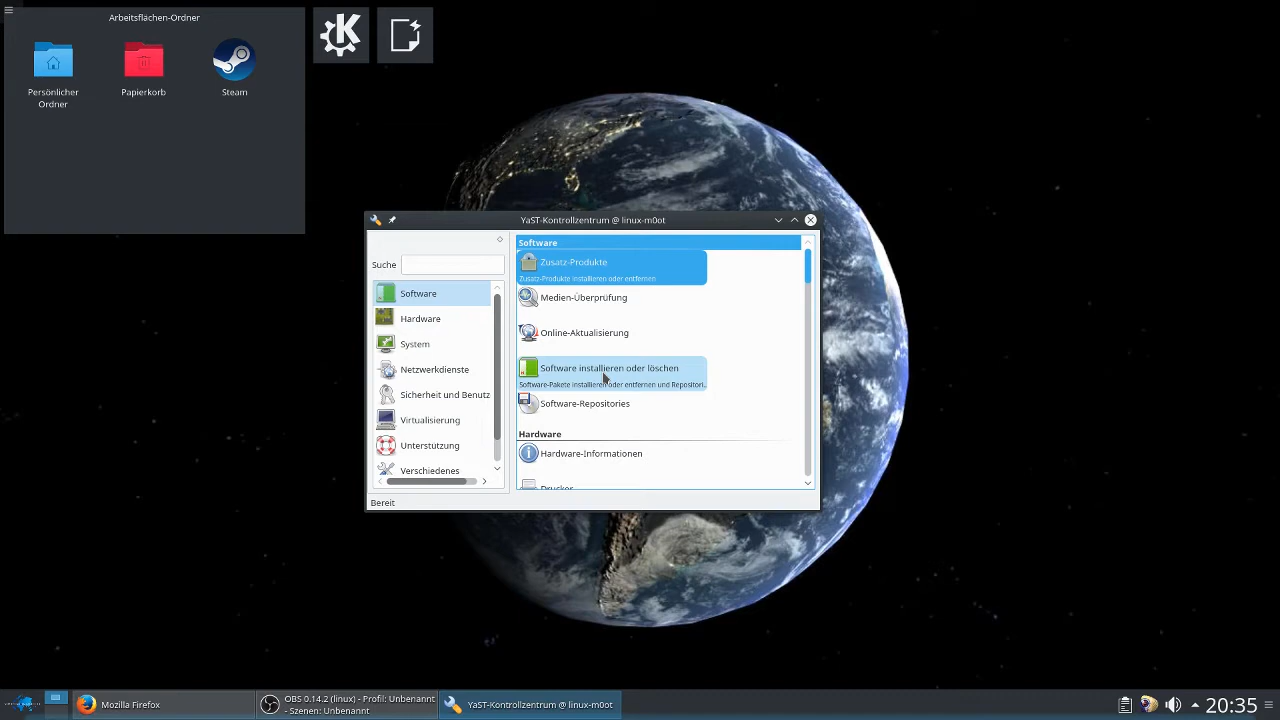 Arbeitsflächen-Ordner
Persönlicher
Ordner
Papierkorb
Steam
YaST-Kontrollzentrum @ linux-m0ot
Suche
Software
Hardware
System
Netzwerkdienste
Sicherheit und Benutz
Virtualisierung
Unterstützung
Verschiedenes
Software
Zusatz-Produkte
Zusatz-Produkte installieren oder entfernen
Medien-Überprüfung
Online-Aktualisierung
Software installieren oder löschen
Software-Pakete installieren oder entfernen und Repositori..
Software-Repositories
Hardware
Hardware-Informationen
Drucker
Bereit
Mozilla Firefox
OBS 0.14.2 (linux) - Profil: Unbenannt
- Szenen: Unbenannt
YaST-Kontrollzentrum @ linux-m0ot
20:35